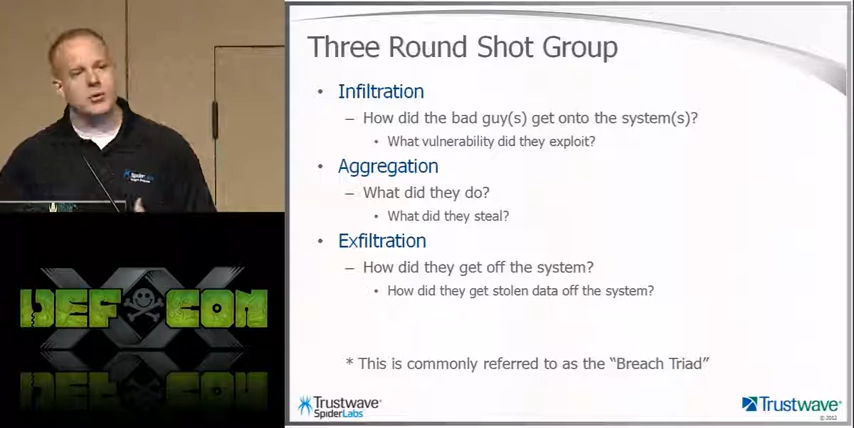 Three Round Shot Group
• Infiltration
– How did the bad guy(s) get onto the system(s)?
• What vulnerability did they exploit?
• Aggregation
– What did they do?
• What did they steal?
• Exfiltration
– How did they get off the system?
• How did they get stolen data off the system?
* This is commonly referred to as the “Breach Triad”
Trustwave®
SpiderLabs
Trustwave®
© 2012
SpiderLabs
DEF CON
XX